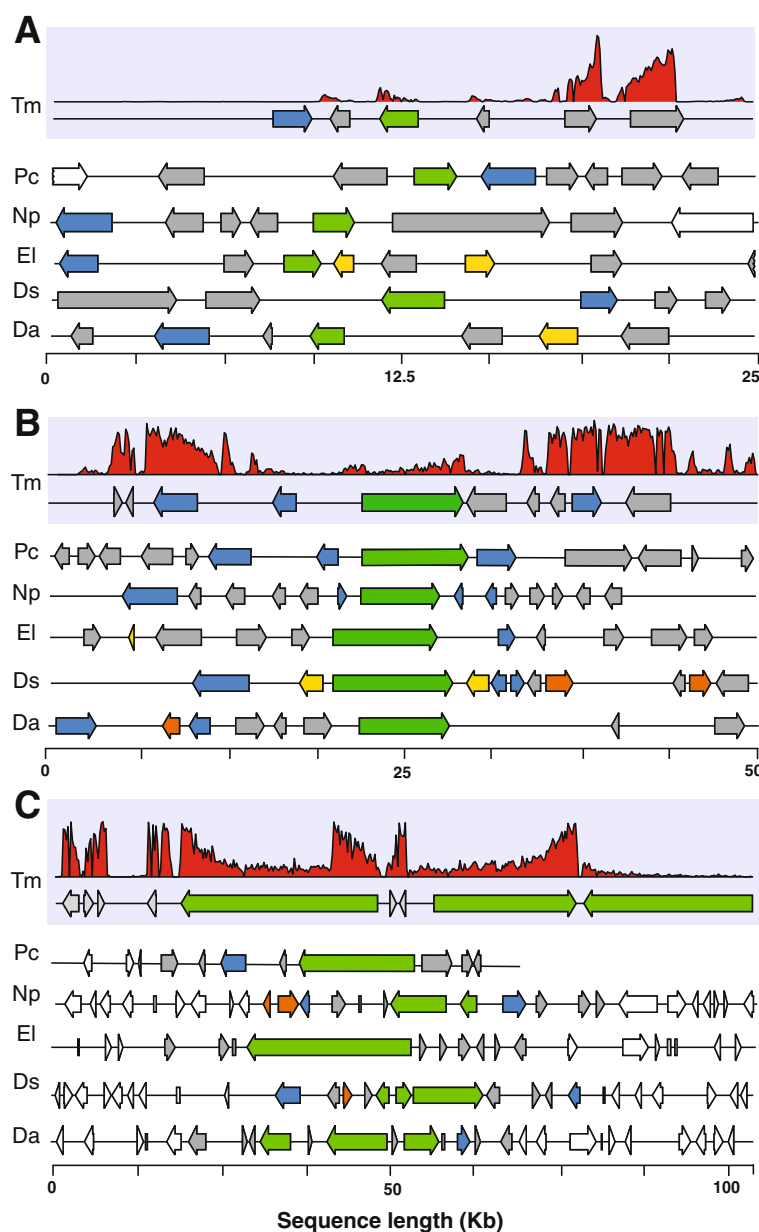 A
Tm
Pc
Np
El
Ds
Da
0 12.5 25
B
Tm
Pc
Np
El
Ds
Da
0 25 50
C
Tm
Pc
Np
El
Ds
Da
0 50 100
Sequence length (Kb)